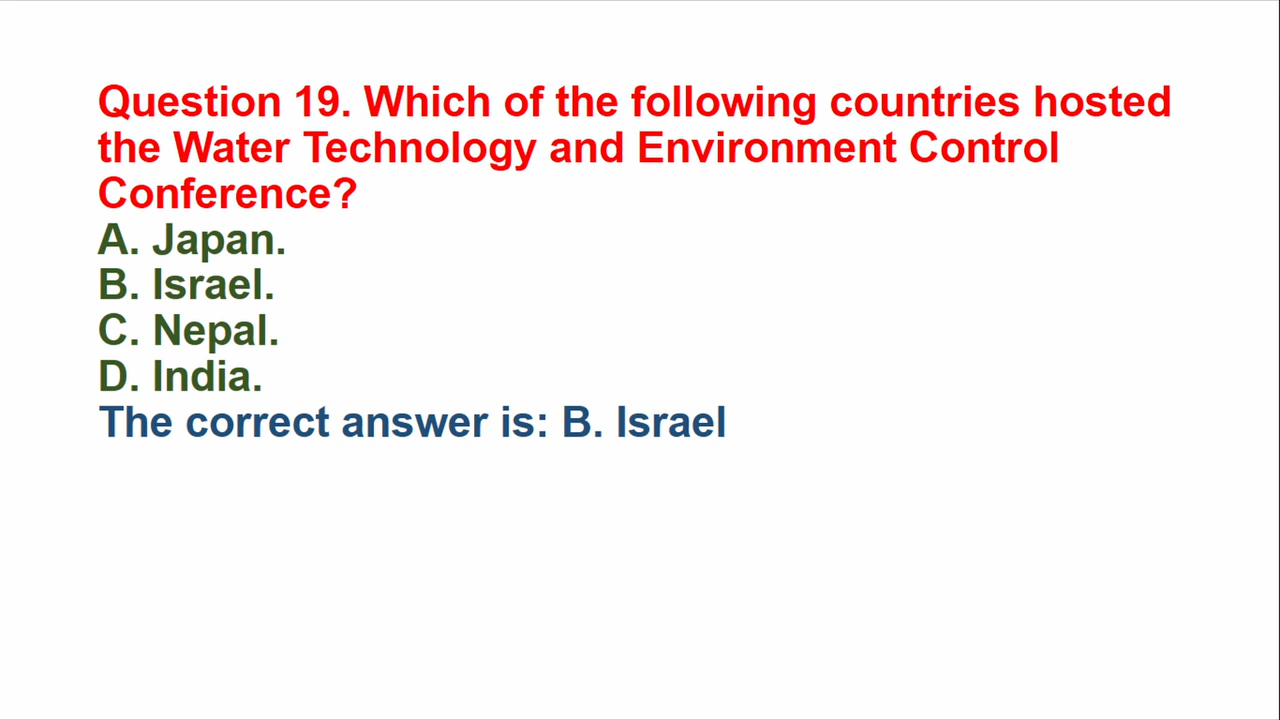 Question 19. Which of the following countries hosted
the Water Technology and Environment Control
Conference?
A. Japan.
B. Israel.
C. Nepal.
D. India.
The correct answer is: B. Israel